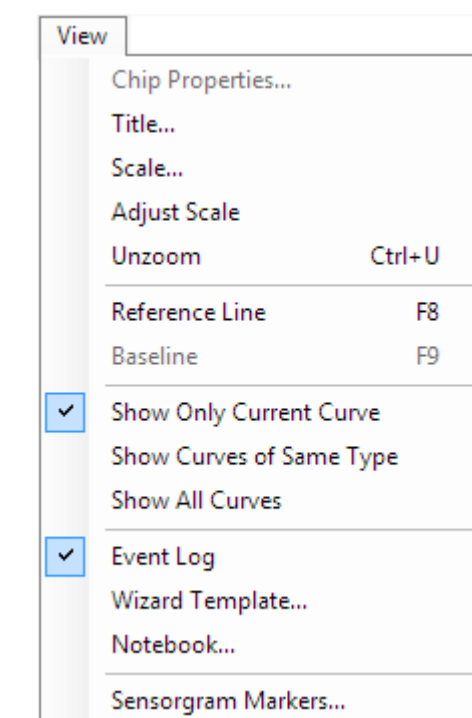 View
Chip Properties...
Title...
Scale...
Adjust Scale
Unzoom Ctrl+U
Reference Line F8
Baseline F9
Show Only Current Curve
Show Curves of Same Type
Show All Curves
Event Log
Wizard Template...
Notebook...
Sensorgram Markers...